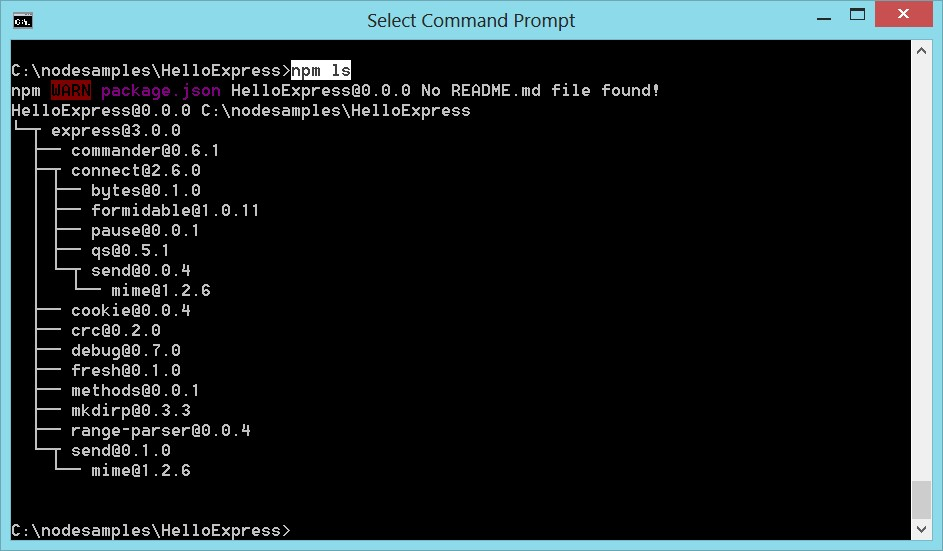 Select Command Prompt
C:\nodesamples\HelloExpress>npm ls
npm WARN package.json HelloExpress@0.0.0 No README.md file found!
HelloExpress@0.0.0 C:\nodesamples\HelloExpress
└─┬ express@3.0.0
  ├── commander@0.6.1
  ├─┬ connect@2.6.0
  │ ├── bytes@0.1.0
  │ ├── formidable@1.0.11
  │ ├── pause@0.0.1
  │ ├── qs@0.5.1
  │ └─┬ send@0.0.4
  │   └── mime@1.2.6
  ├── cookie@0.0.4
  ├── crc@0.2.0
  ├── debug@0.7.0
  ├── fresh@0.1.0
  ├── methods@0.0.1
  ├── mkdirp@0.3.3
  ├── range-parser@0.0.4
  └─┬ send@0.1.0
    └── mime@1.2.6
C:\nodesamples\HelloExpress>